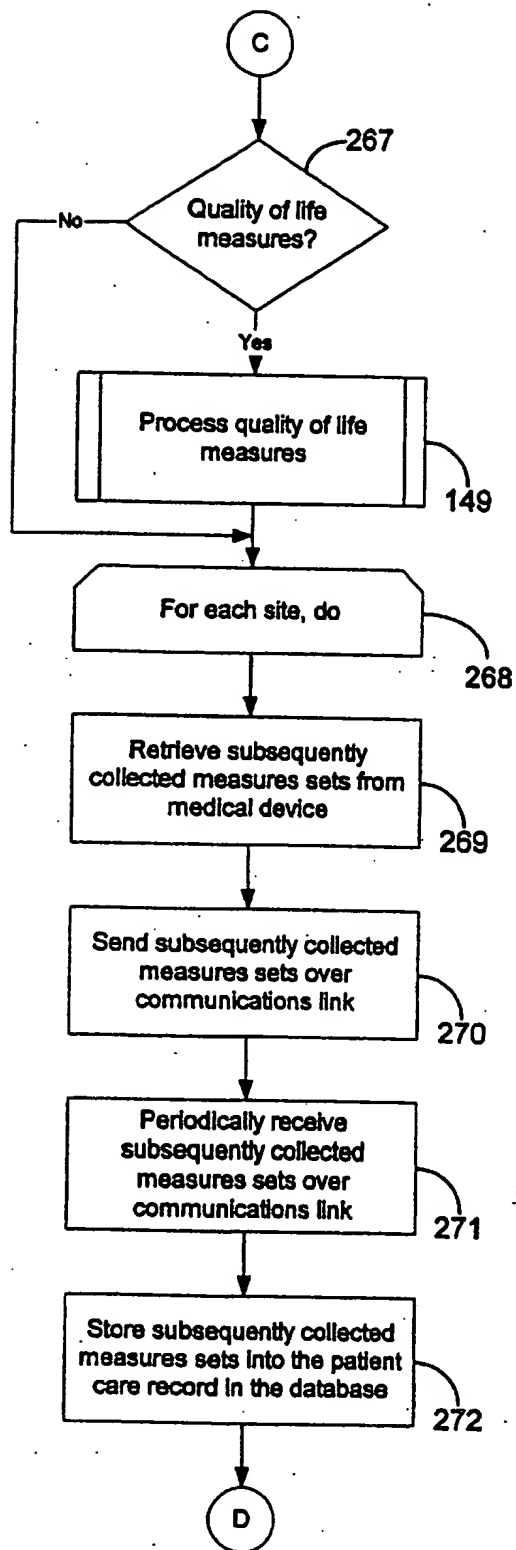 C
267
Quality of life
measures?
No
Yes
Process quality of life
measures
149
For each site, do
268
Retrieve subsequently
collected measures sets from
medical device
269
Send subsequently collected
measures sets over
communications link
270
Periodically receive
subsequently collected
measures sets over
communications link
271
Store subsequently collected
measures sets into the patient
care record in the database
272
D